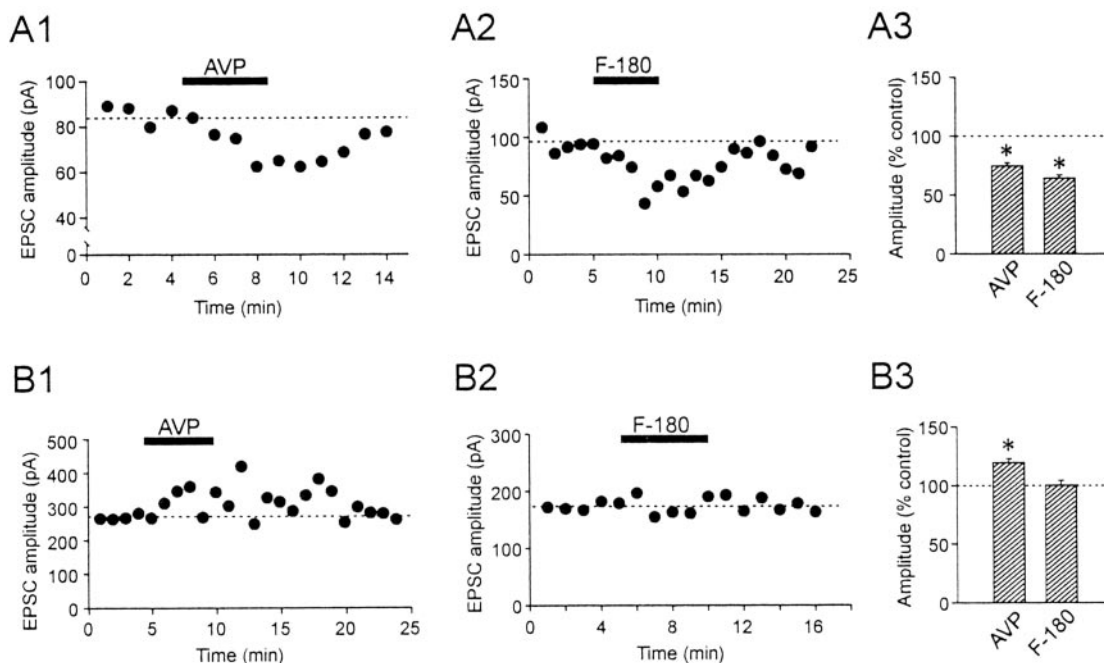 A1
AVP
EPSC amplitude (pA)
100
80
60
40
0
0 2 4 6 8 10 12 14
Time (min)
A2
F-180
EPSC amplitude (pA)
150
100
50
0
0 5 10 15 20 25
Time (min)
A3
Amplitude (% control)
150
100
50
0
* *
AVP
F-180
B1
AVP
EPSC amplitude (pA)
500
400
300
200
100
0
0 5 10 15 20 25
Time (min)
B2
F-180
EPSC amplitude (pA)
300
200
100
0
0 4 8 12 16
Time (min)
B3
Amplitude (% control)
150
100
50
0
*
AVP
F-180